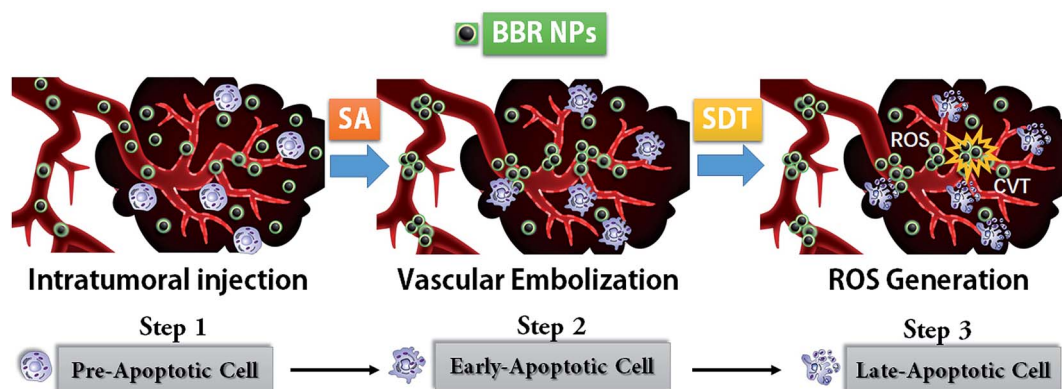 BBR NPs
SA
SDT
ROS
CVT
Intratumoral injection
Vascular Embolization
ROS Generation
Step 1
Step 2
Step 3
Pre-Apoptotic Cell
Early-Apoptotic Cell
Late-Apoptotic Cell